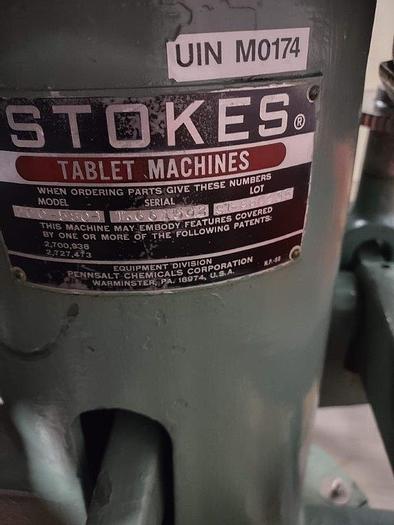 UIN M0174
STOKES®
TABLET MACHINES
WHEN ORDERING PARTS GIVE THESE NUMBERS
MODEL SERIAL LOT
THIS MACHINE MAY EMBODY FEATURES COVERED
BY ONE OR MORE OF THE FOLLOWING PATENTS:
2,700,938
2,727,473
EQUIPMENT DIVISION
PENNSALT CHEMICALS CORPORATION
WARMINSTER, PA. 18974, U.S.A.